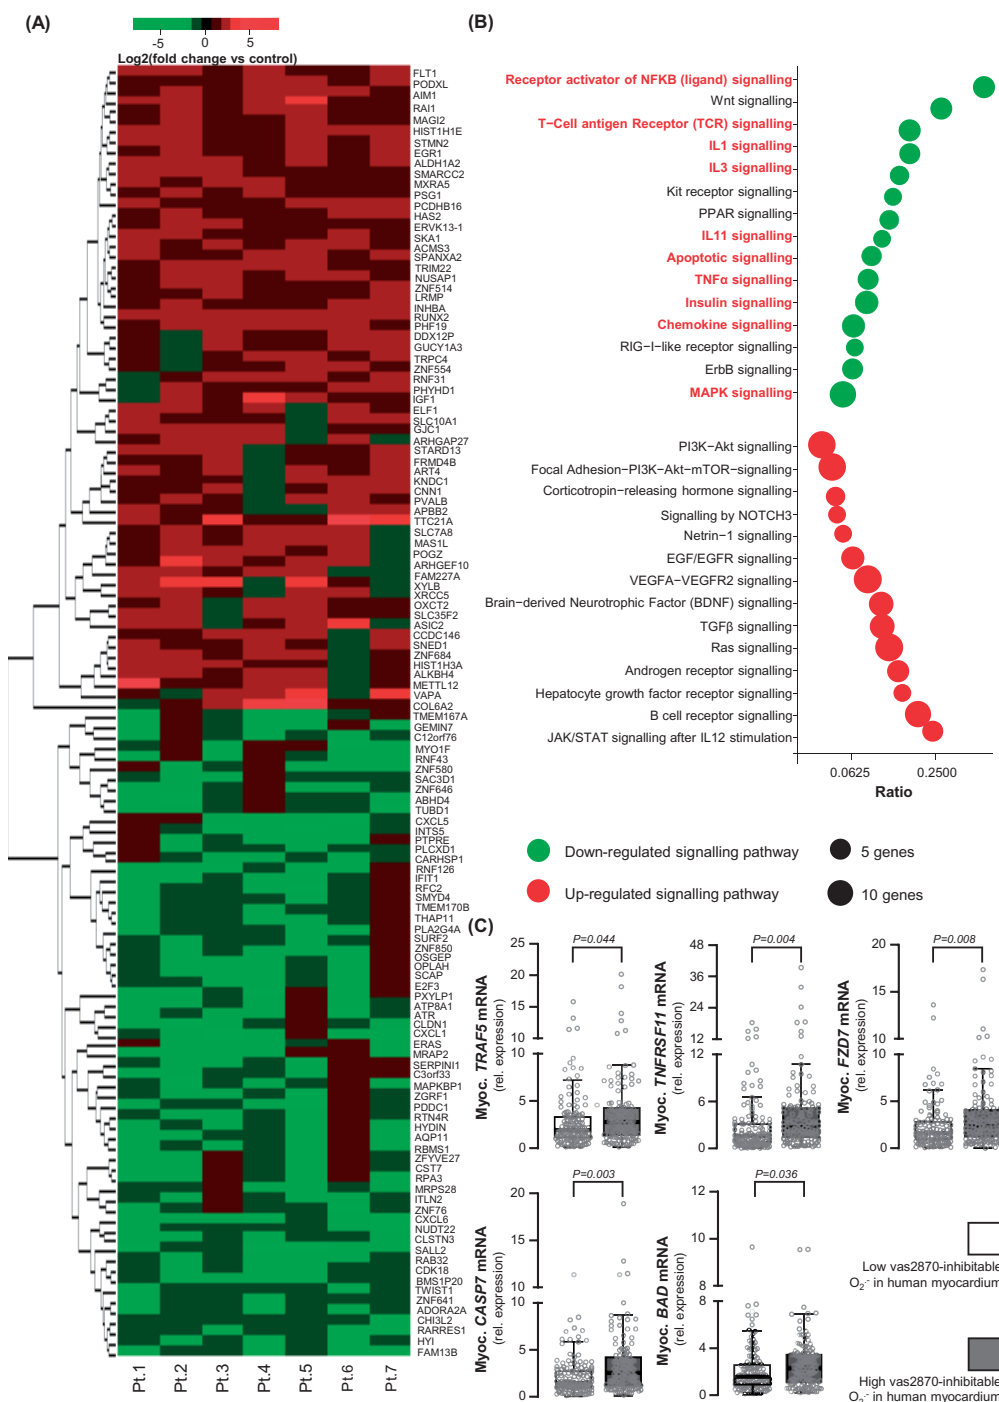 (A)
-5
0
5
Log2(fold change vs control)
FLT1
PODXL
AIM1
RAI1
MAGI2
HIST1H1E
STMN2
EGR1
ALDH1A2
SMARCC2
MXRA5
PSG1
PCDHB16
HAS2
ERVK13-1
SKA1
ACMS3
SPANXA2
TRIM22
NUSAP1
ZNF514
LRMP
INHBA
RUNX2
PHF19
DDX12P
GUCY1A3
TRPC4
ZNF554
RNF31
PHYHD1
IGF1
ELF1
SLC10A1
GJC1
ARHGAP27
STARD13
FRMD4B
ART4
KNDC1
CNN1
PVALB
APBB2
TTC21A
SLC7A8
MAS1L
POGZ
ARHGEF10
FAM227A
XYLB
XRCC5
OXCT2
SLC35F2
ASIC2
CCDC146
SNED1
ZNF684
HIST1H3A
ALKBH4
METTL12
VAPA
COL6A2
TMEM167A
GEMIN7
C12orf76
MYO1F
RNF43
ZNF580
SAC3D1
ZNF646
ABHD4
TUBD1
CXCL5
INTS5
PTPRE
PLCXD1
CARHSP1
RNF126
IFIT1
RFC2
SMYD4
TMEM170B
THAP11
PLA2G4A
SURF2
ZNF850
OSGEP
OPLAH
SCAP
E2F3
PXYLP1
ATP8A1
ATR
CLDN1
CXCL1
ERAS
MRAP2
SERPINI1
C3orf33
MAPKBP1
ZGRF1
PDDC1
RTN4R
HYDIN
AQP11
RBMS1
ZFYVE27
CST7
RPA3
MRPS28
ITLN2
ZNF76
CXCL6
NUDT22
CLSTN3
SALL2
RAB32
CDK18
BMS1P20
TWIST1
ZNF641
ADORA2A
CHI3L2
RARRES1
HYI
FAM13B
Pt.1
Pt.2
Pt.3
Pt.4
Pt.5
Pt.6
Pt.7
(B)
Receptor activator of NFKB (ligand) signalling
Wnt signalling
T−Cell antigen Receptor (TCR) signalling
IL1 signalling
IL3 signalling
Kit receptor signalling
PPAR signalling
IL11 signalling
Apoptotic signalling
TNFα signalling
Insulin signalling
Chemokine signalling
RIG−I−like receptor signalling
ErbB signalling
MAPK signalling
PI3K−Akt signalling
Focal Adhesion−PI3K−Akt−mTOR−signalling
Corticotropin−releasing hormone signalling
Signalling by NOTCH3
Netrin−1 signalling
EGF/EGFR signalling
VEGFA−VEGFR2 signalling
Brain−derived Neurotrophic Factor (BDNF) signalling
TGFβ signalling
Ras signalling
Androgen receptor signalling
Hepatocyte growth factor receptor signalling
B cell receptor signalling
JAK/STAT signalling after IL12 stimulation
0.0625
0.2500
Ratio
Down-regulated signalling pathway
5 genes
Up-regulated signalling pathway
10 genes
(C)
Myoc. TRAF5 mRNA
(rel. expression)
25
20
15
10
10
5
0
P=0.044
Myoc. TNFRSF11 mRNA
(rel. expression)
48
36
24
12
12
6
0
P=0.004
Myoc. FZD7 mRNA
(rel. expression)
20
15
10
10
5
0
P=0.008
Myoc. CASP7 mRNA
(rel. expression)
20
15
10
10
5
0
P=0.003
Myoc. BAD mRNA
(rel. expression)
12
10
8
8
4
0
P=0.036
Low vas2870-inhibitable
O₂·⁻ in human myocardium
High vas2870-inhibitable
O₂·⁻ in human myocardium